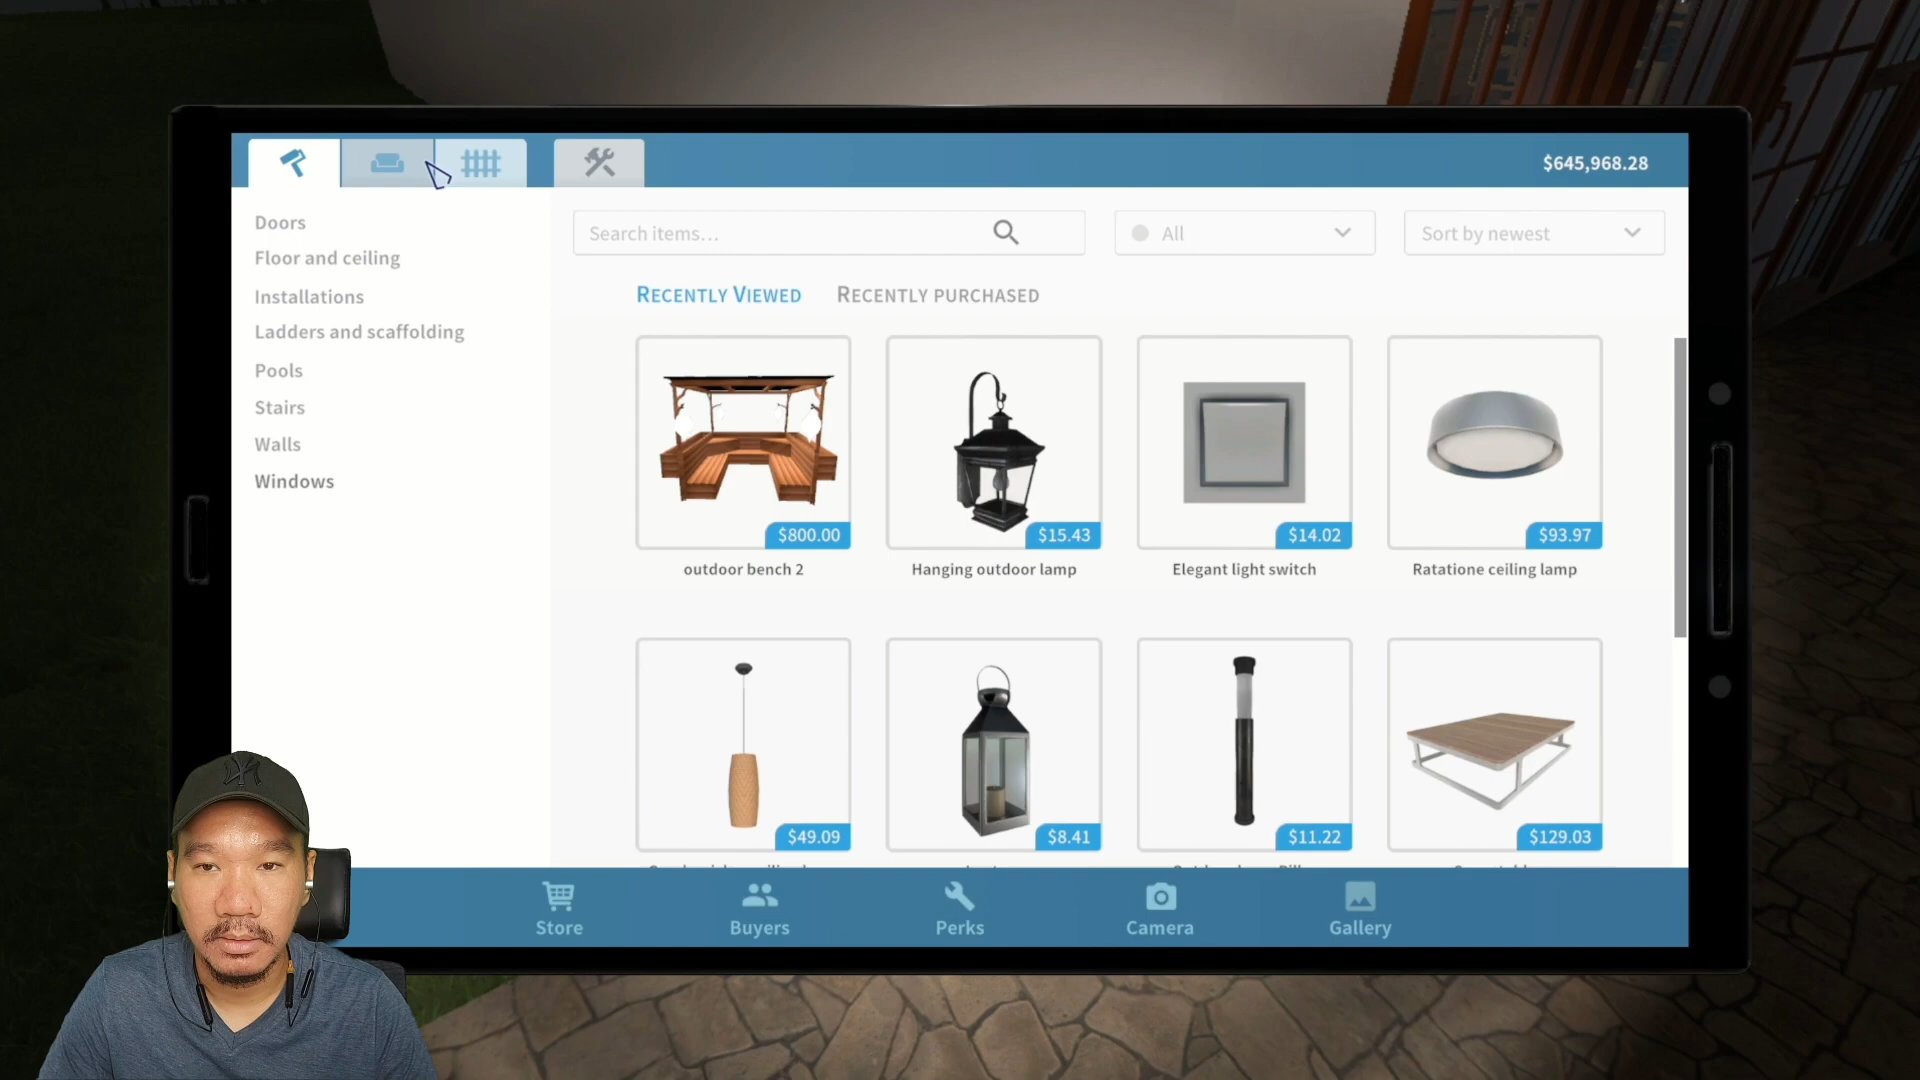 $645,968.28
Doors
Floor and ceiling
Installations
Ladders and scaffolding
Pools
Stairs
Walls
Windows
Search items...
All
Sort by newest
RECENTLY VIEWED
RECENTLY PURCHASED
$800.00
$15.43
$14.02
$93.97
outdoor bench 2
Hanging outdoor lamp
Elegant light switch
Ratatione ceiling lamp
$49.09
$8.41
$11.22
$129.03
Store
Buyers
Perks
Camera
Gallery